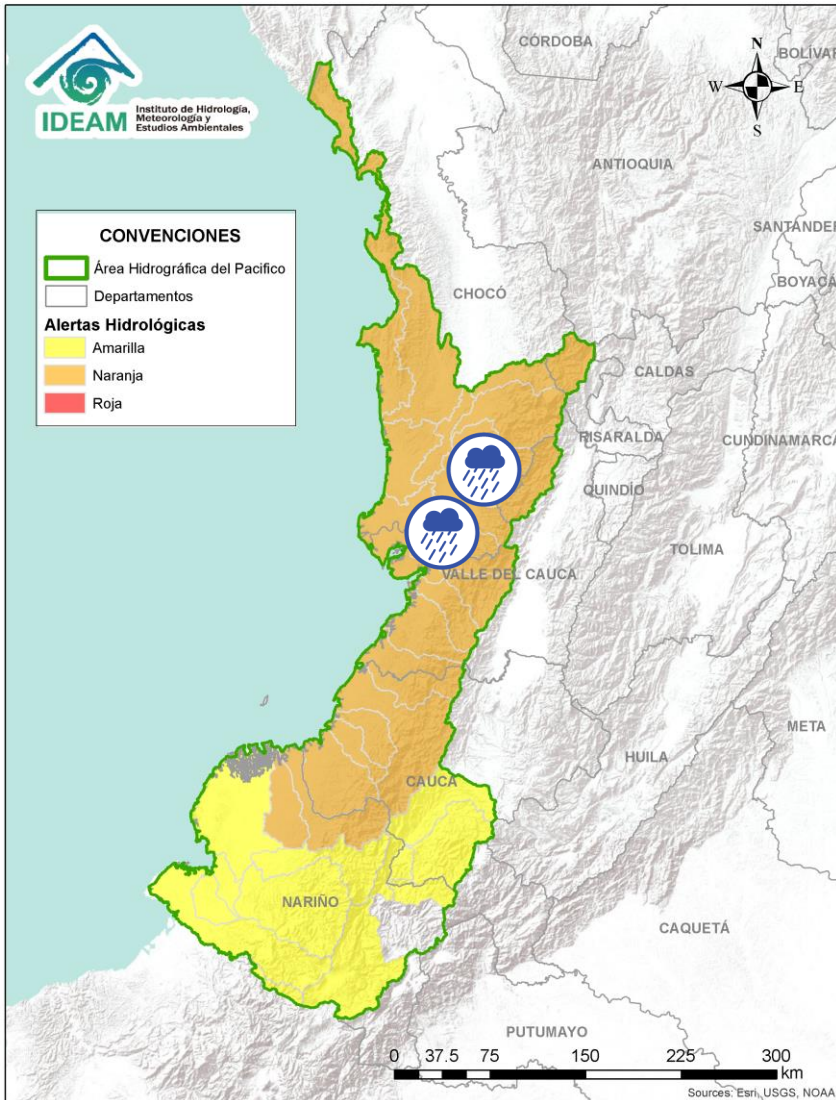 IDEAM
Instituto de Hidrología,
Meteorología y
Estudios Ambientales
CÓRDOBA
BOLÍVAR
N
W
E
S
ANTIOQUIA
SANTANDER
BOYACÁ
CONVENCIONES
Área Hidrográfica del Pacifico
Departamentos
Alertas Hidrológicas
Amarilla
Naranja
Roja
CHOCÓ
CALDAS
RISARALDA
CUNDINAMARCA
QUINDÍO
TOLIMA
VALLE DEL CAUCA
META
HUILA
CAUCA
NARIÑO
CAQUETÁ
PUTUMAYO
0 37.5 75 150 225 300
km
Sources: Esri, USGS, NOAA